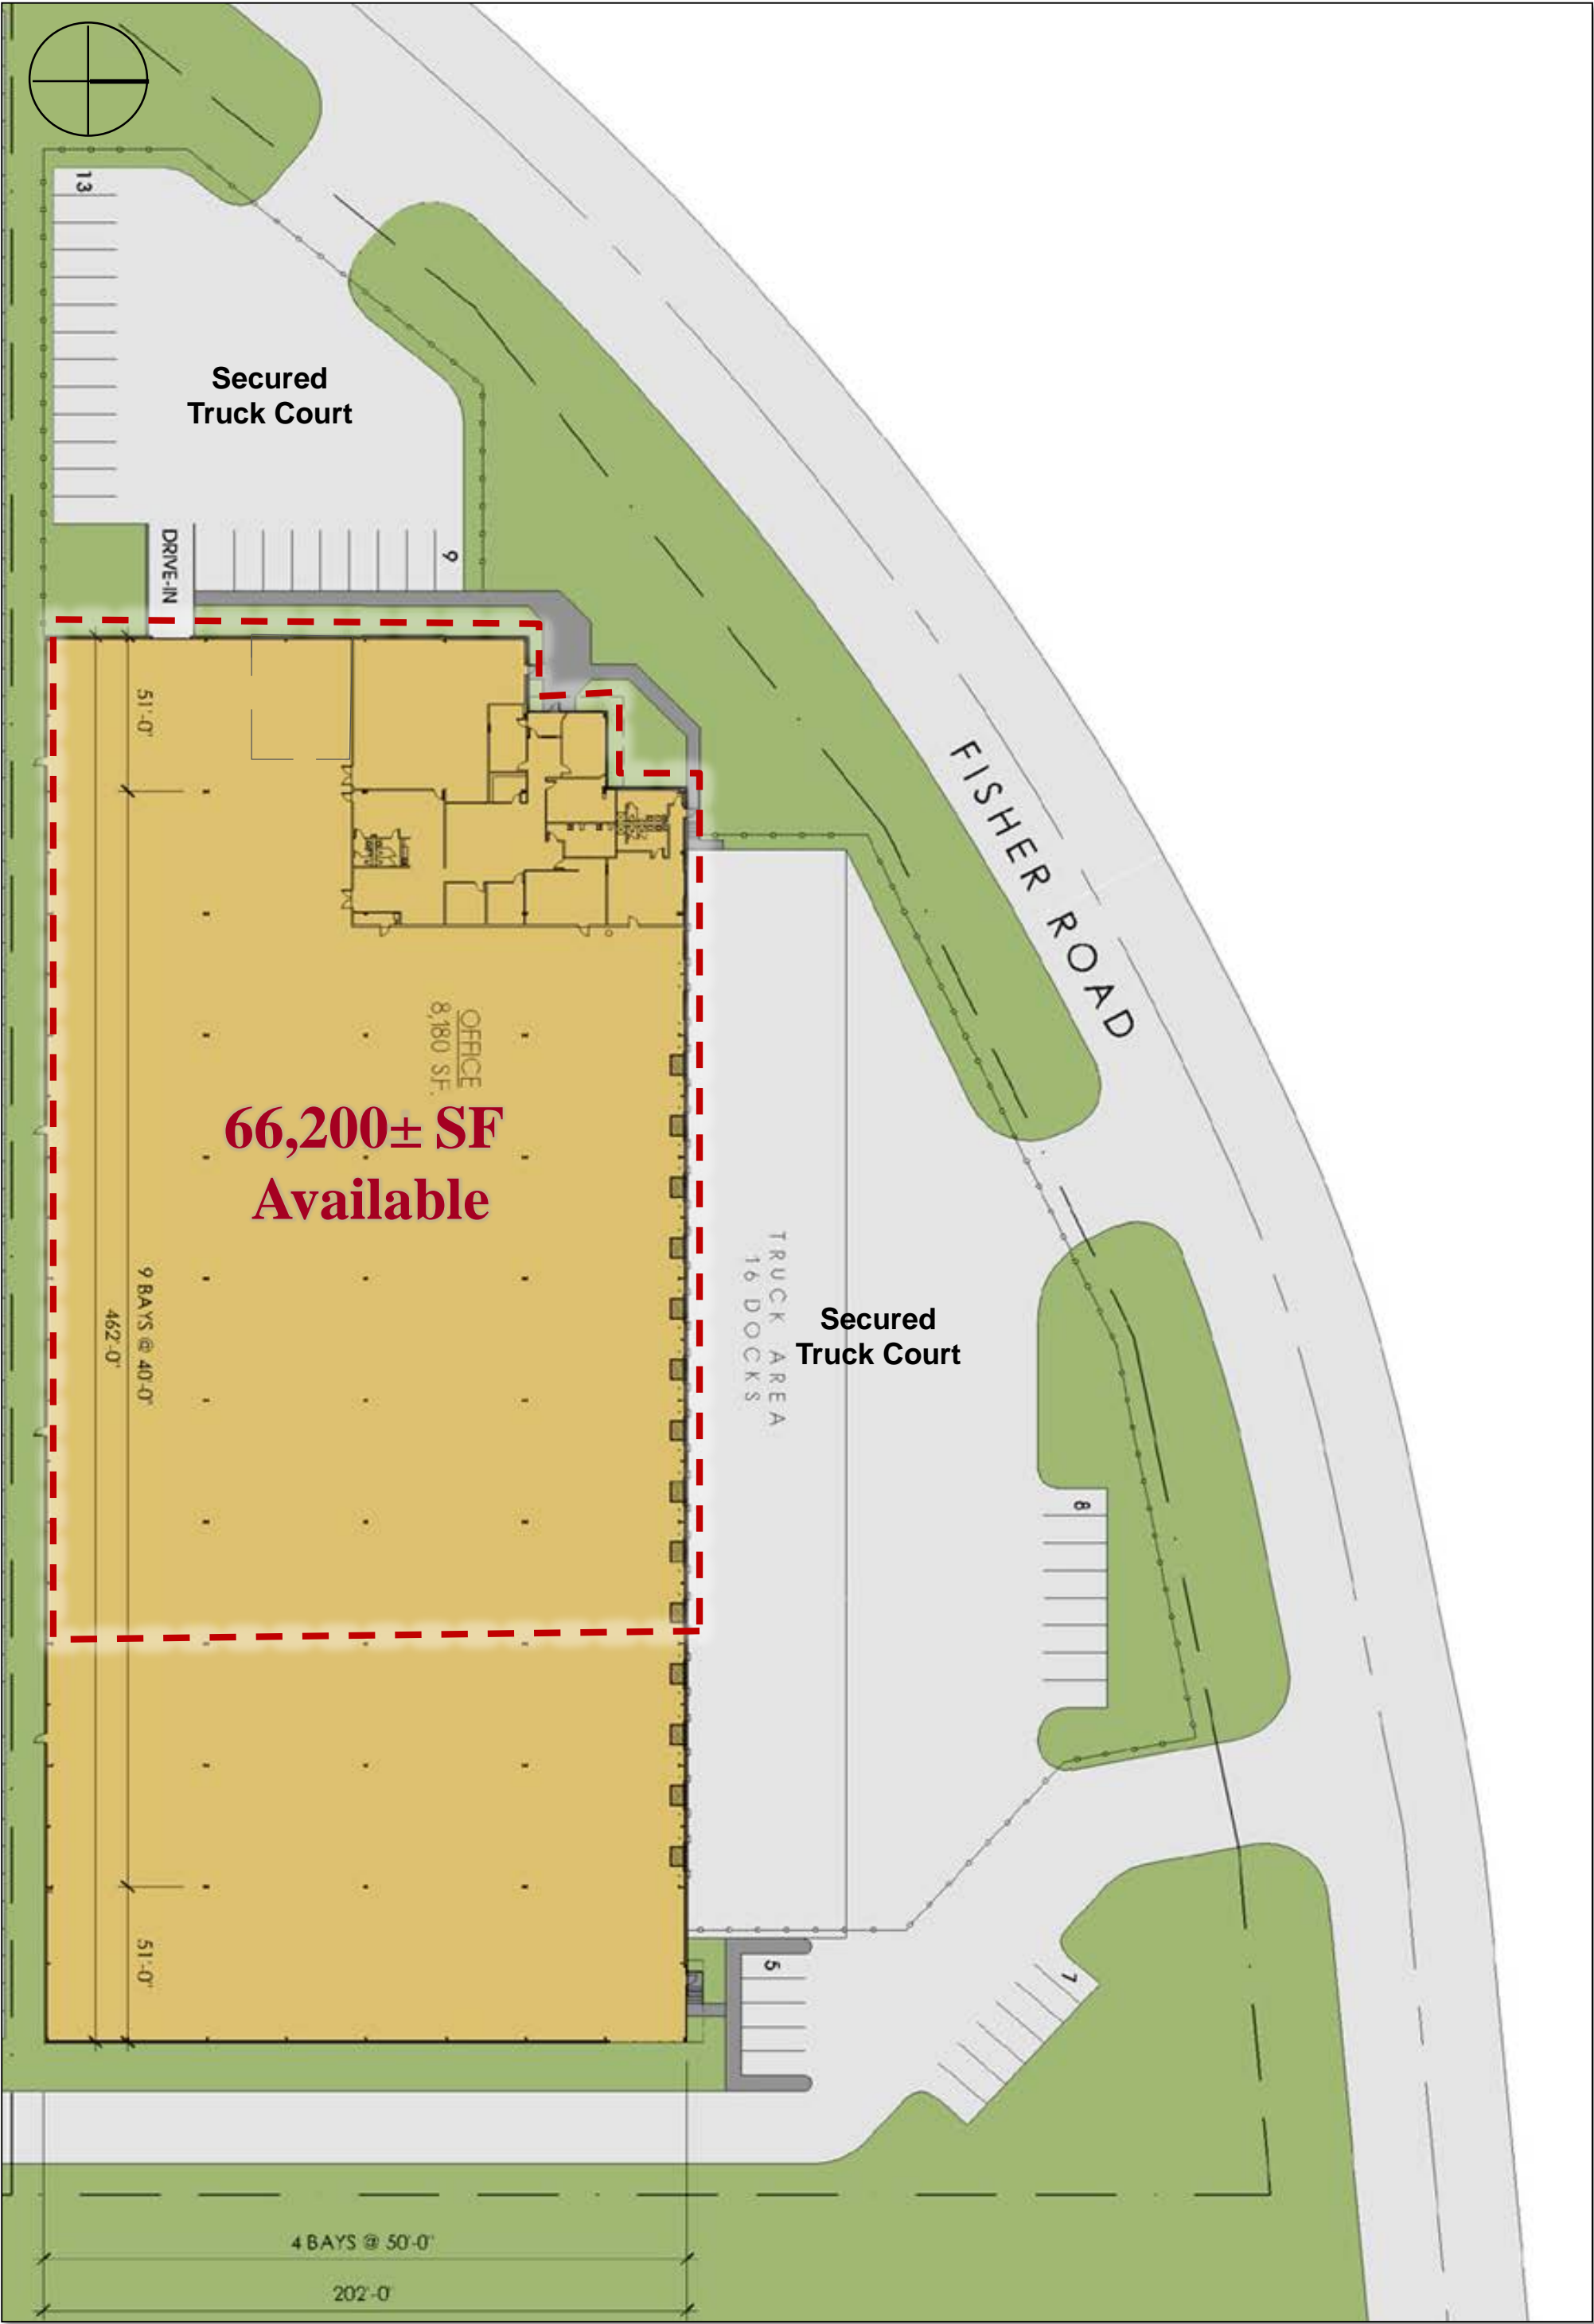 13
Secured
Truck Court
9
DRIVE-IN
51'-0"
FISHER ROAD
OFFICE
8,180 S.F.
66,200± SF
Available
9 BAYS @ 40'-0"
462'-0"
TRUCK AREA
16 DOCKS
Secured
Truck Court
8
51'-0"
5
7
4 BAYS @ 50'-0"
202'-0"